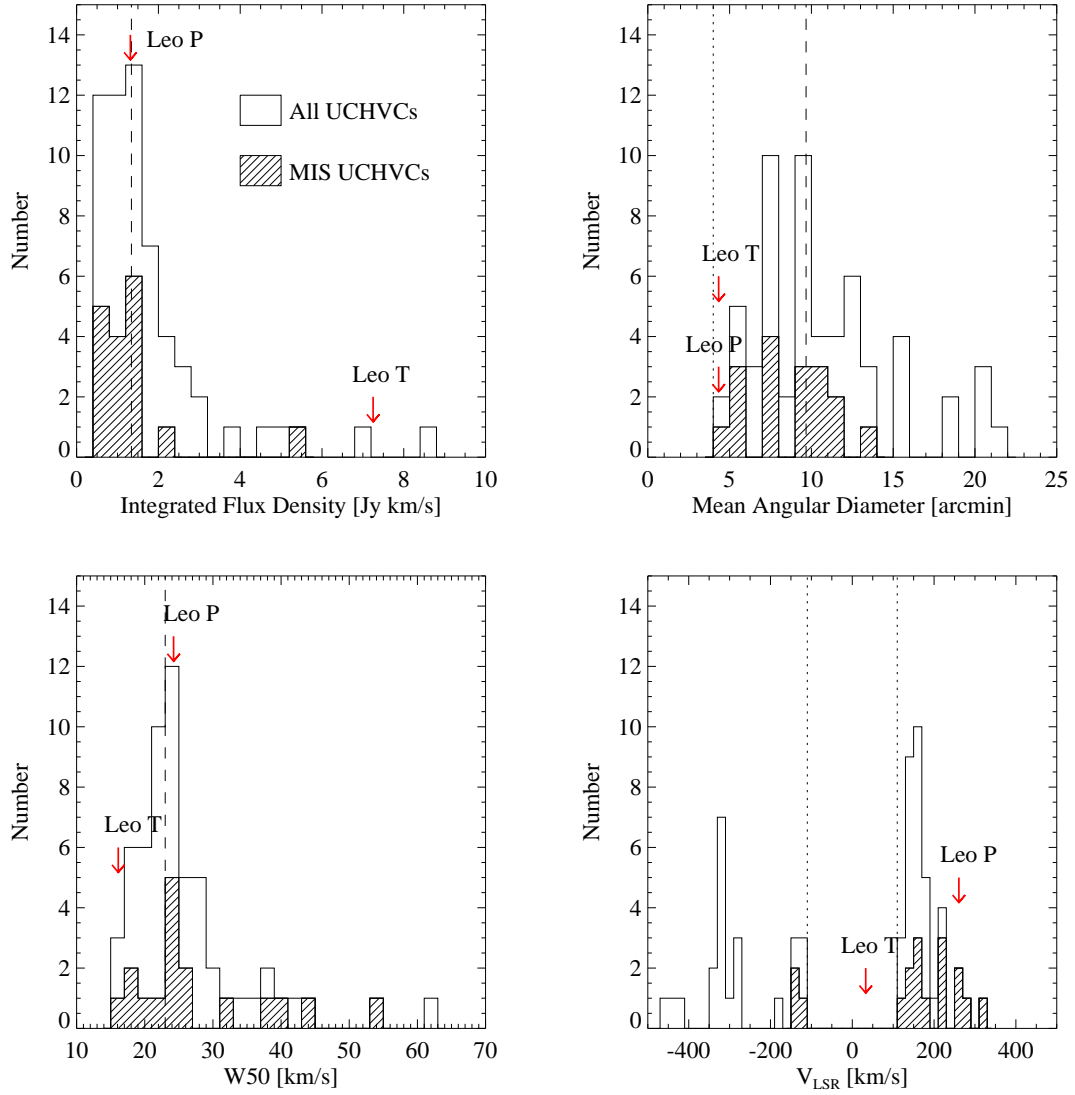 14
12
10
8
6
4
2
0
Number
Leo P
All UCHVCs
MIS UCHVCs
Leo T
0 2 4 6 8 10
Integrated Flux Density [Jy km/s]
14
12
10
8
6
4
2
0
Number
Leo T
Leo P
0 5 10 15 20 25
Mean Angular Diameter [arcmin]
14
12
10
8
6
4
2
0
Number
Leo P
Leo T
10 20 30 40 50 60 70
W50 [km/s]
14
12
10
8
6
4
2
0
Number
Leo P
Leo T
-400 -200 0 200 400
V_LSR [km/s]